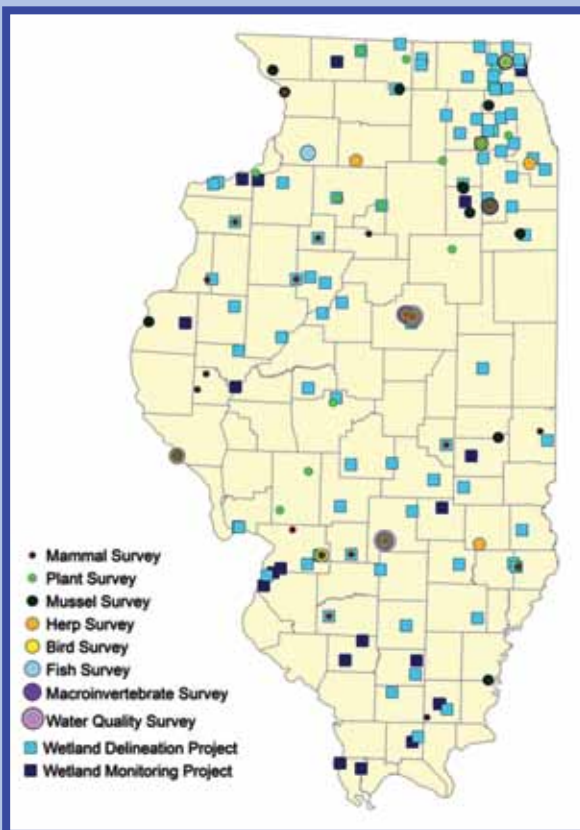 Mammal Survey
Plant Survey
Mussel Survey
Herp Survey
Bird Survey
Fish Survey
Macroinvertebrate Survey
Water Quality Survey
Wetland Delineation Project
Wetland Monitoring Project